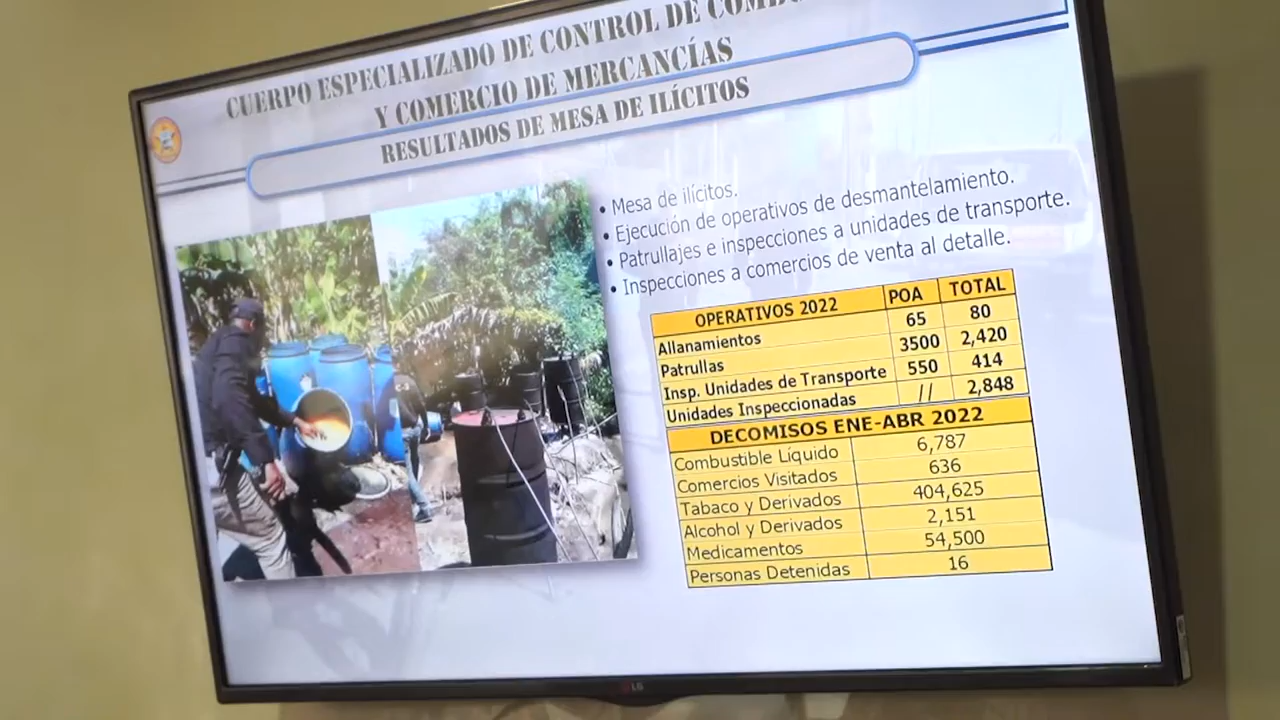 CUERPO ESPECIALIZADO DE CONTROL DE
Y COMERCIO DE MERCANCÍAS
RESULTADOS DE MESA DE ILÍCITOS
• Mesa de ilícitos.
• Ejecución de operativos de desmantelamiento.
• Patrullajes e inspecciones a unidades de transporte.
• Inspecciones a comercios de venta al detalle.
OPERATIVOS 2022 POA TOTAL
Allanamientos 65 80
Patrullas 3500 2,420
Insp. Unidades de Transporte 550 414
Unidades Inspeccionadas // 2,848
DECOMISOS ENE-ABR 2022
Combustible Líquido 6,787
Comercios Visitados 636
Tabaco y Derivados 404,625
Alcohol y Derivados 2,151
Medicamentos 54,500
Personas Detenidas 16
LG